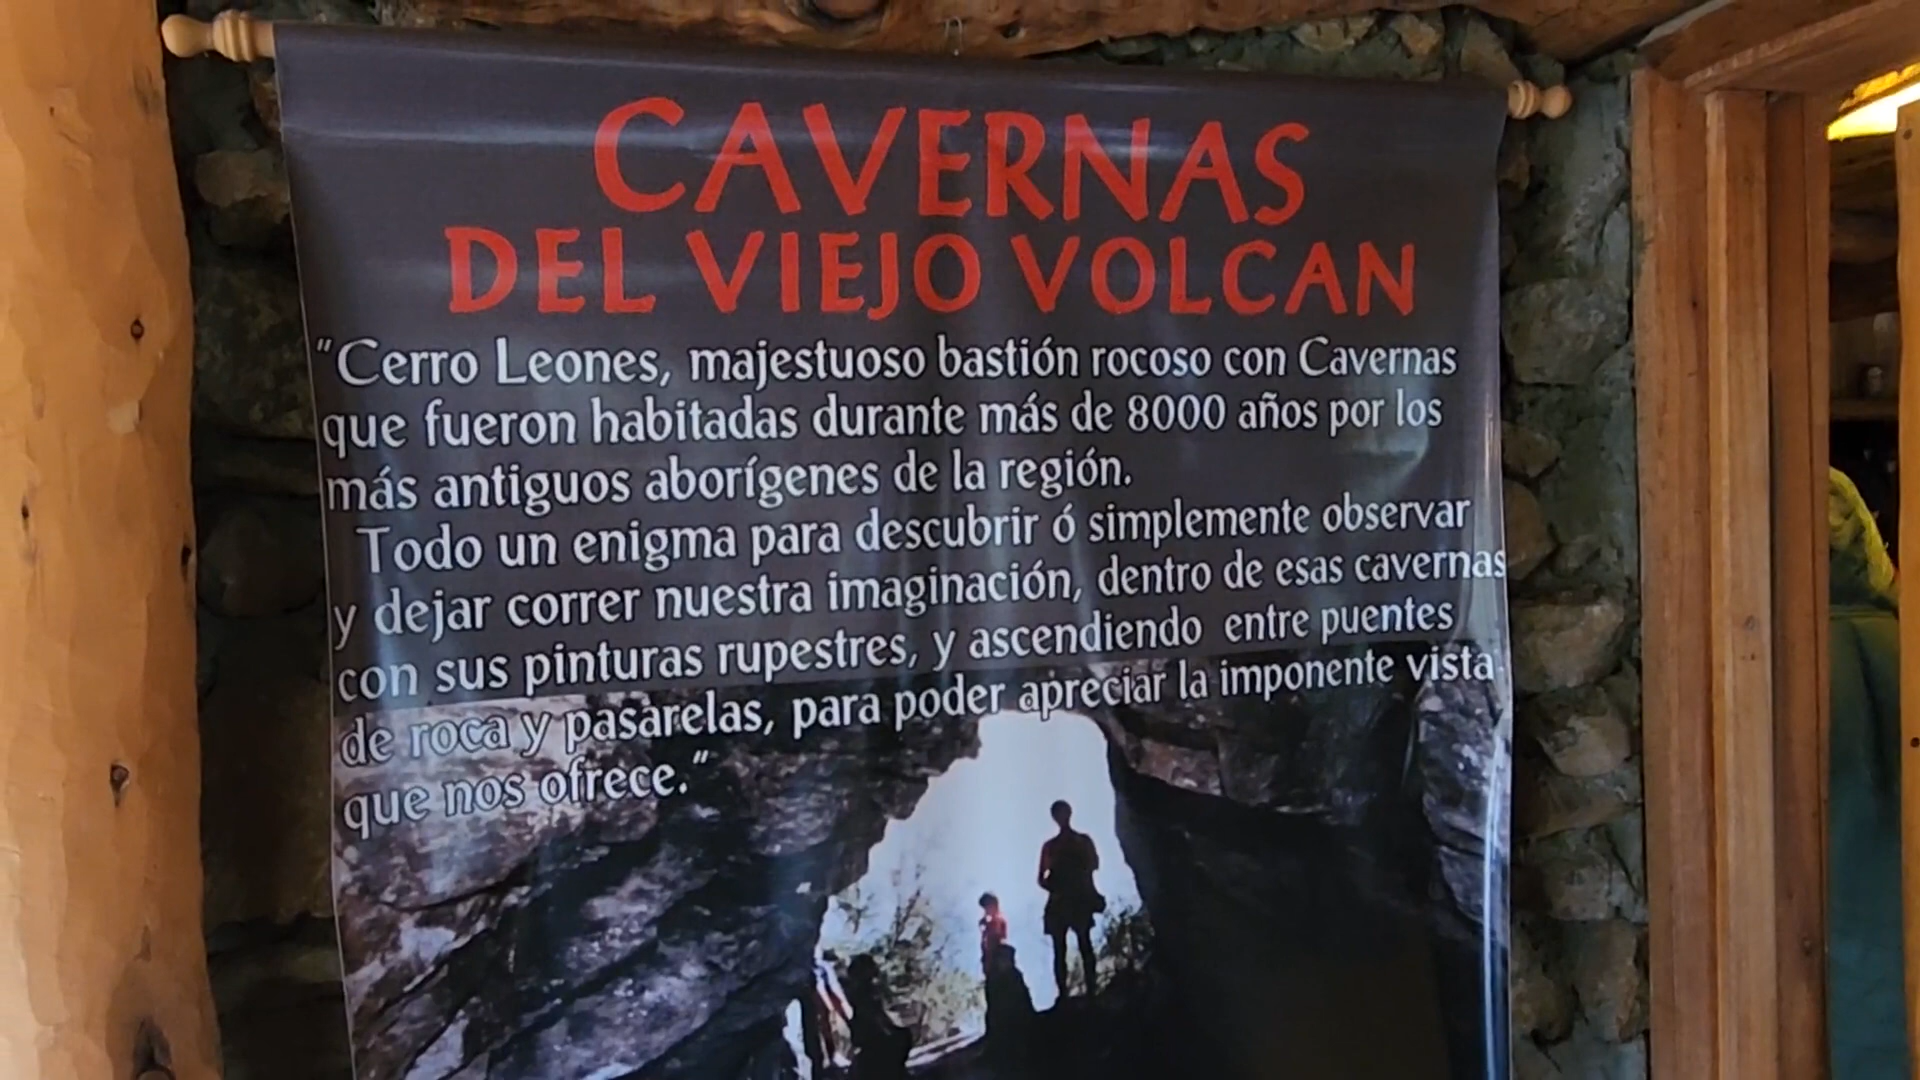 CAVERNAS
DEL VIEJO VOLCAN
"Cerro Leones, majestuoso bastión rocoso con Cavernas
que fueron habitadas durante más de 8000 años por los
más antiguos aborígenes de la región.
Todo un enigma para descubrir ó simplemente observar
y dejar correr nuestra imaginación, dentro de esas cavernas
con sus pinturas rupestres, y ascendiendo entre puentes
de roca y pasarelas, para poder apreciar la imponente vista
que nos ofrece."